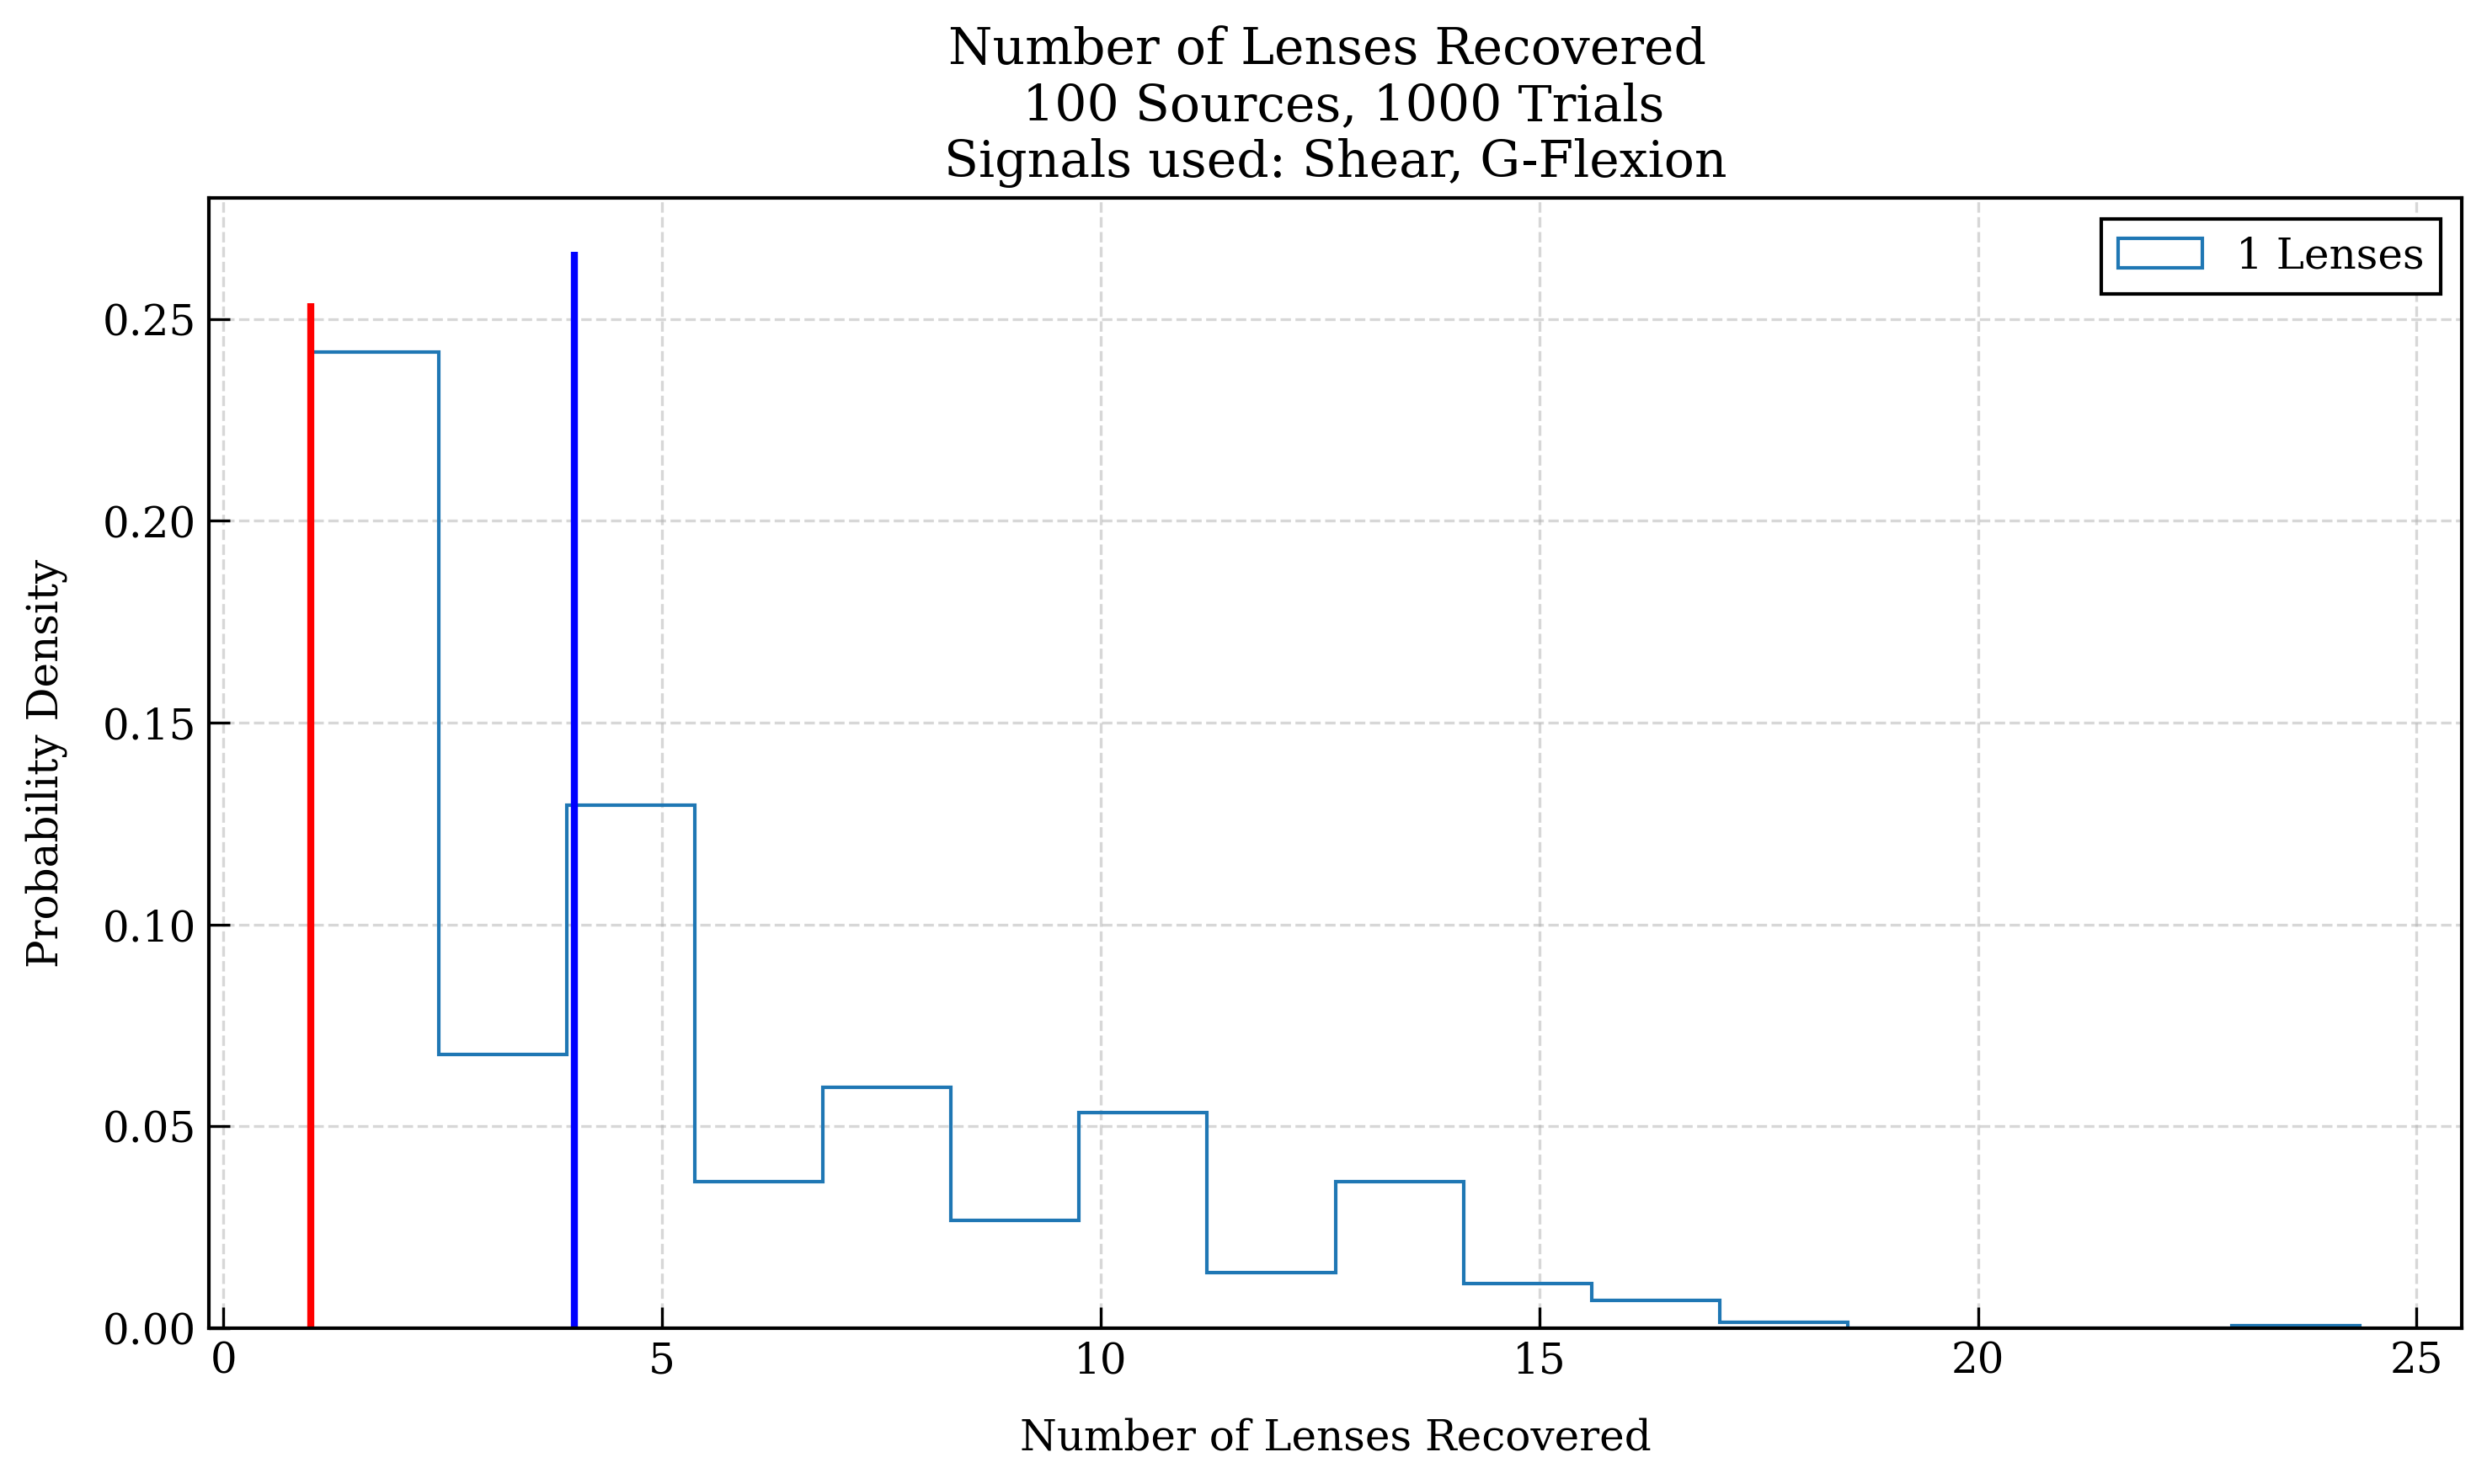 Number of Lenses Recovered
100 Sources, 1000 Trials
Signals used: Shear, G-Flexion
1 Lenses
Probability Density
0.25
0.20
0.15
0.10
0.05
0.00
0 5 10 15 20 25
Number of Lenses Recovered